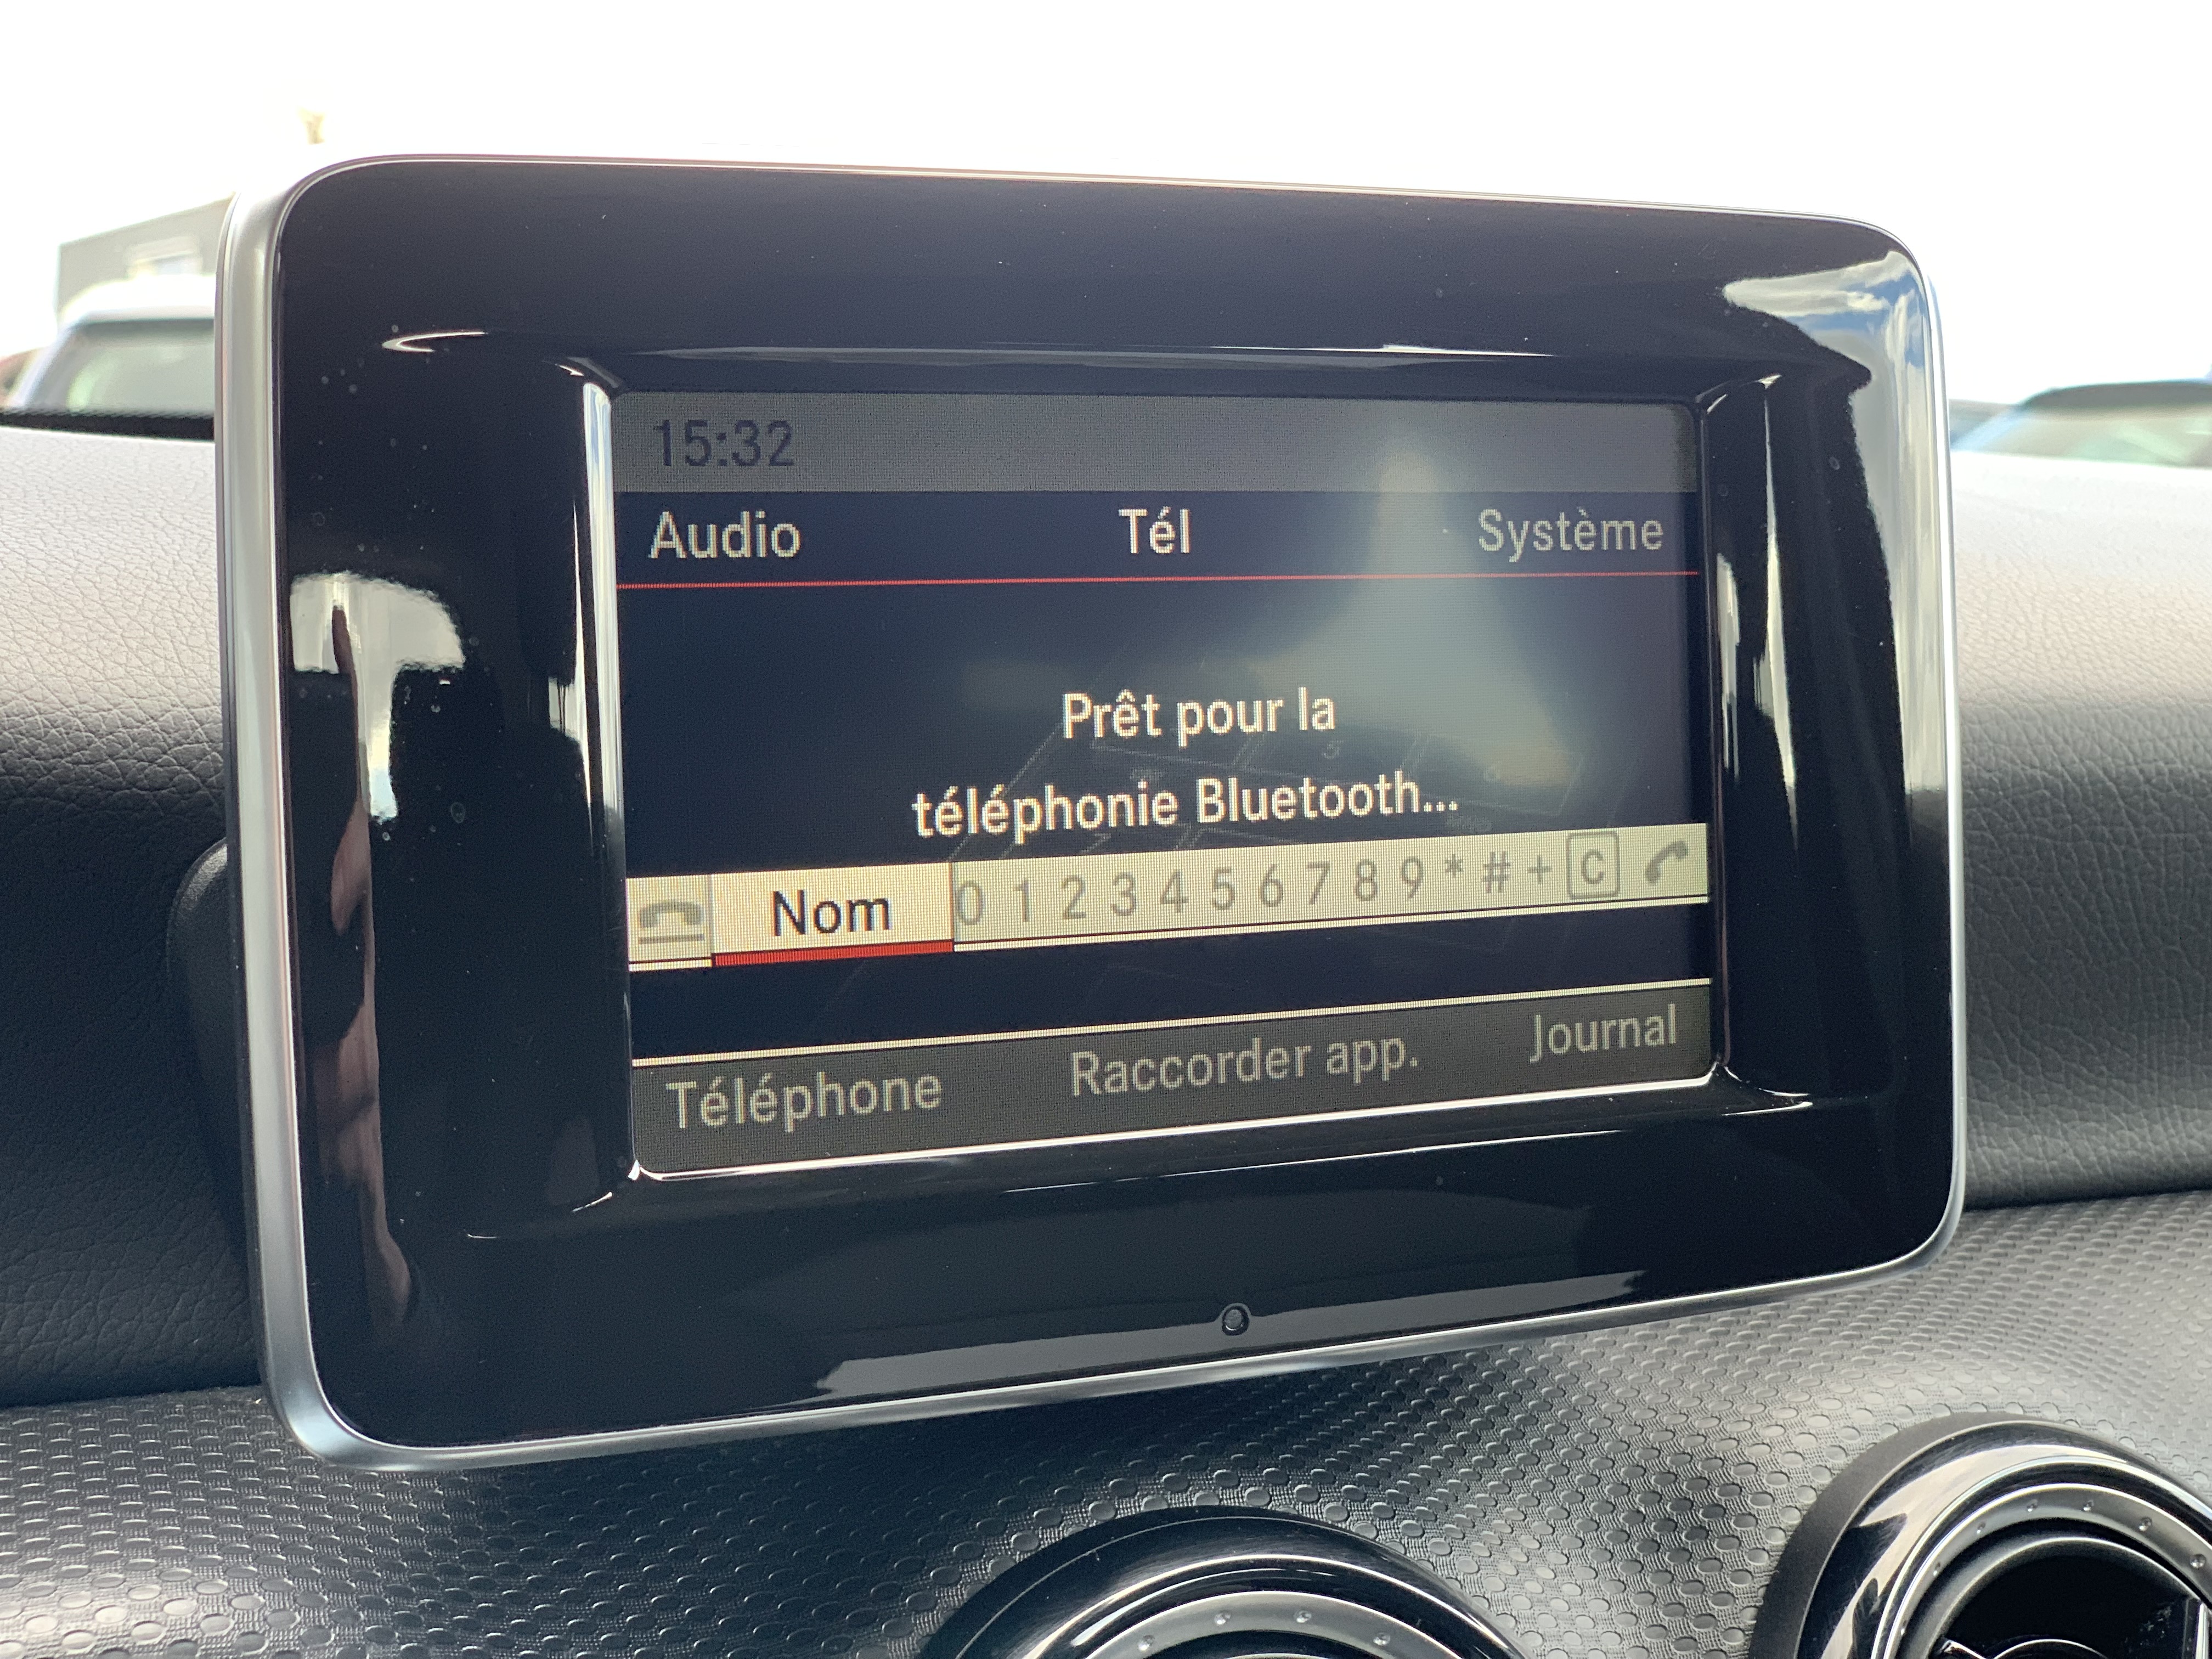 15:32
Audio Tél Système
Prêt pour la
téléphonie Bluetooth...
Nom 0 1 2 3 4 5 6 7 8 9 * # + C
Téléphone Raccorder app. Journal